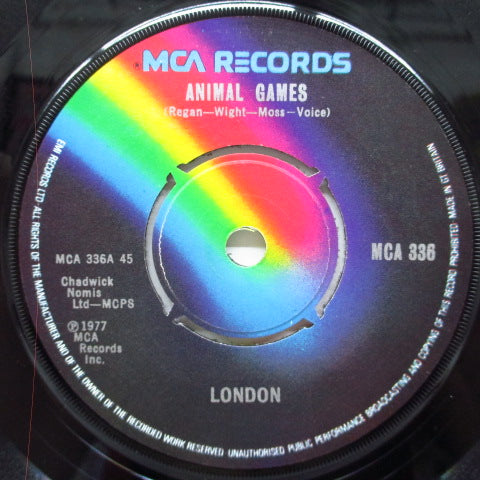 ℗ MCA RECORDS
ANIMAL GAMES
(Regan—Wight—Moss—Voice)
MCA 336A 45
MCA 336
Chadwick
Nomis
Ltd—MCPS
℗ 1977
MCA
Records
Inc.
LONDON
EMI RECORDS LTD ALL RIGHTS OF THE MANUFACTURER AND OF THE OWNER OF THE RECORDED WORK RESERVED UNAUTHORISED PUBLIC PERFORMANCE BROADCASTING AND COPYING OF THIS RECORD PROHIBITED MADE IN GT BRITAIN